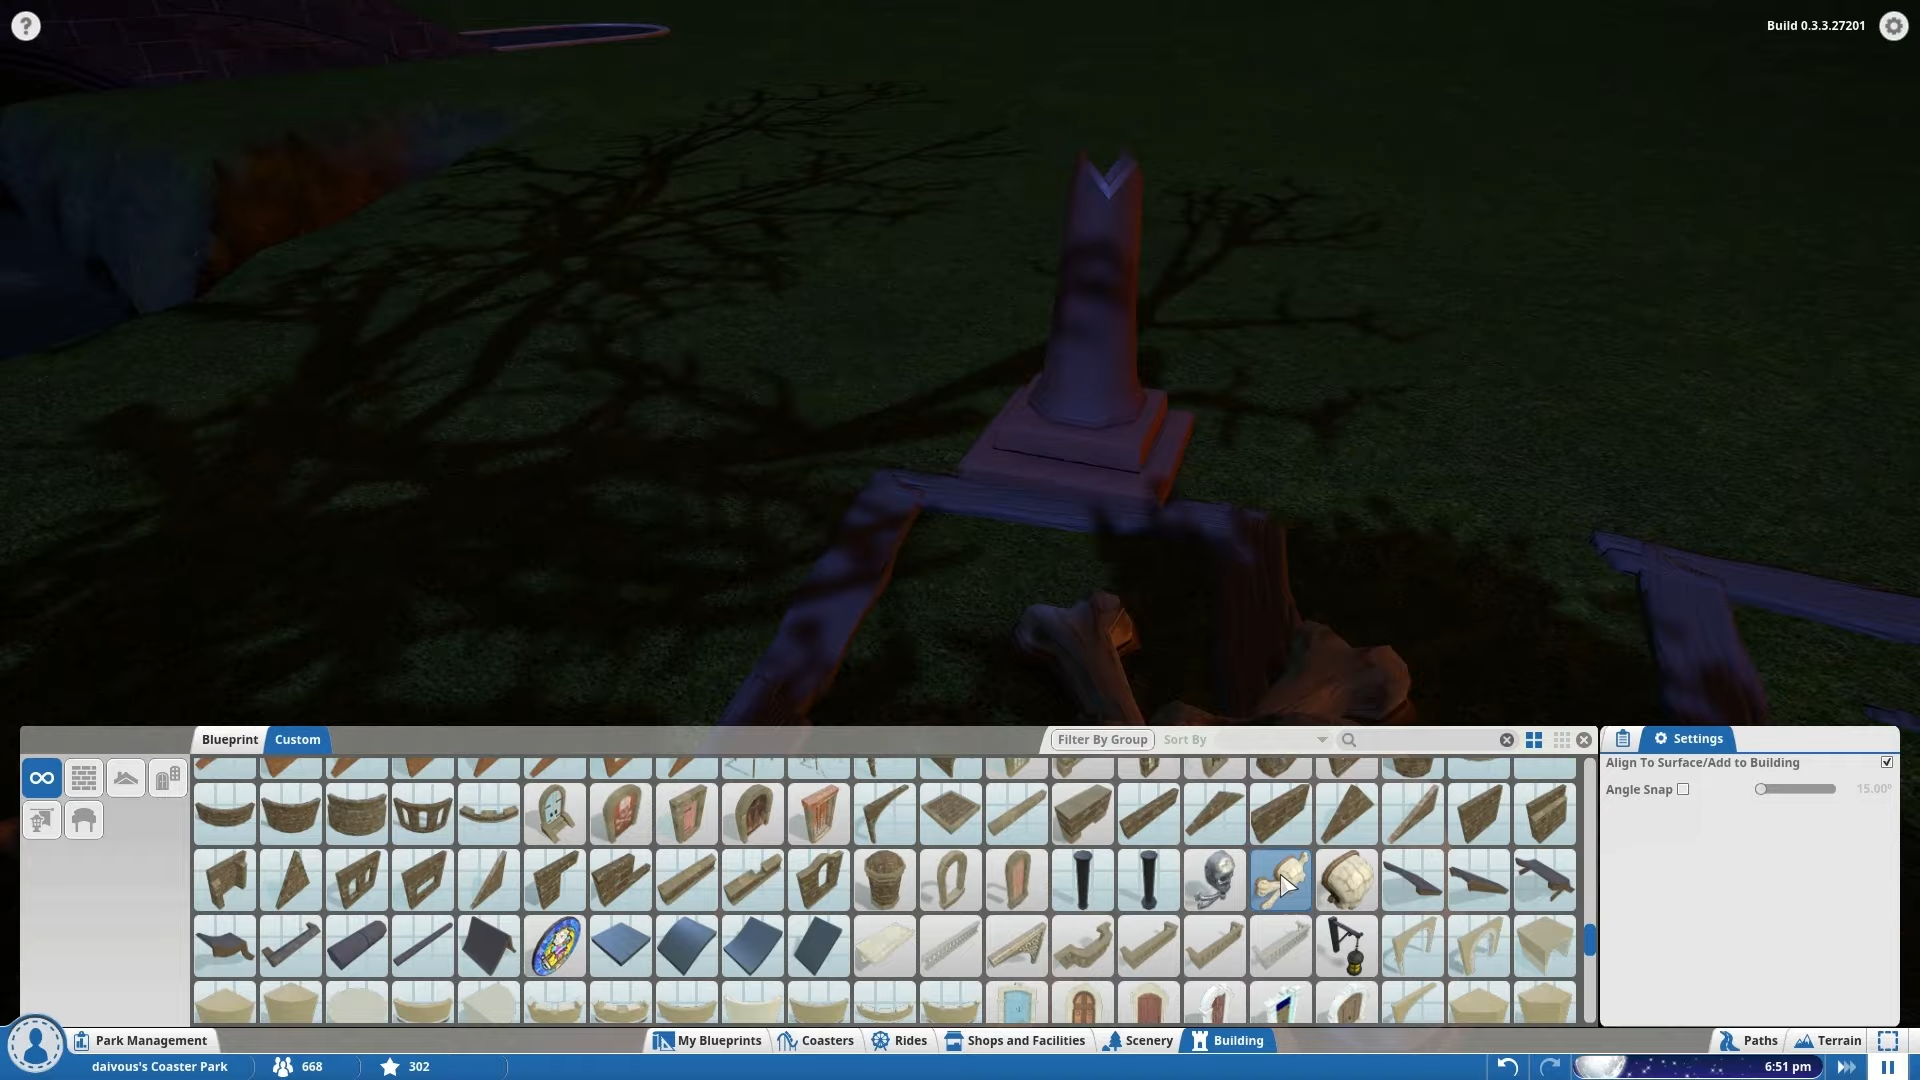 Build 0.3.3.27201
Blueprint
Custom
Filter By Group
Sort By
Settings
Align To Surface/Add to Building
Angle Snap
15.00°
Park Management
My Blueprints
Coasters
Rides
Shops and Facilities
Scenery
Building
Paths
Terrain
daivous's Coaster Park
668
302
6:51 pm